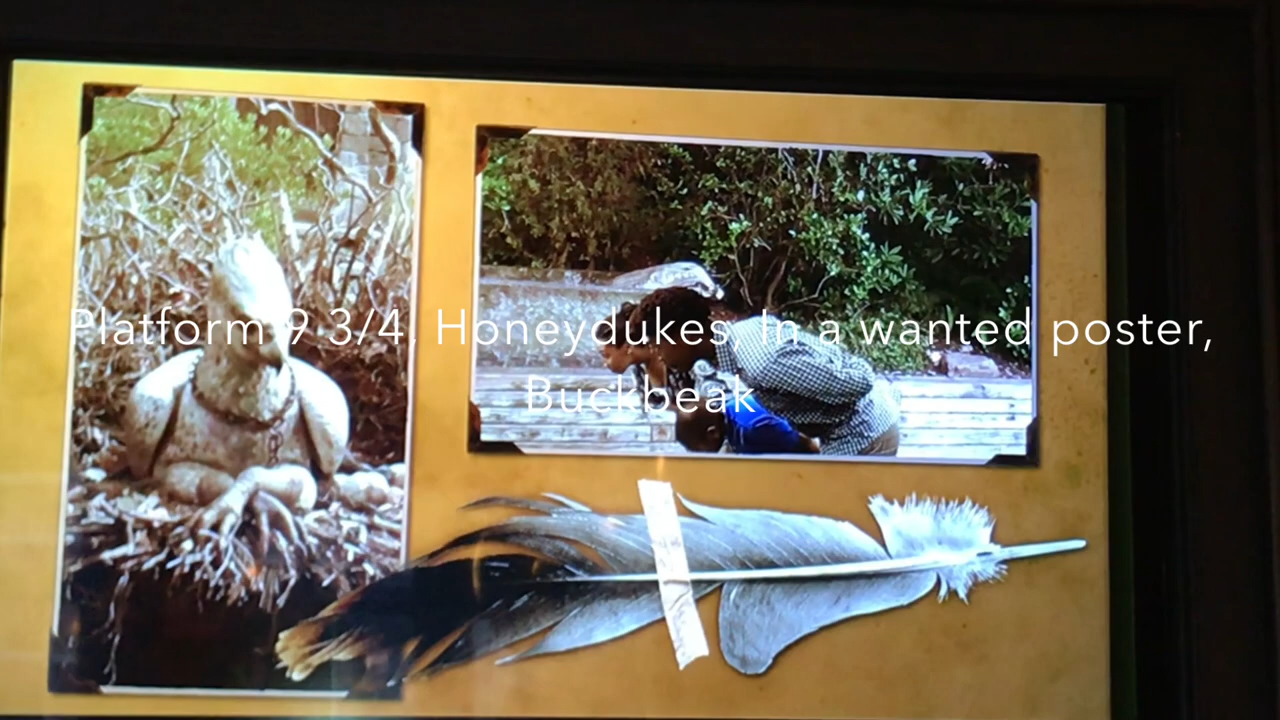 Platform 9 3/4, Honeydukes, In a wanted poster,
Buckbeak